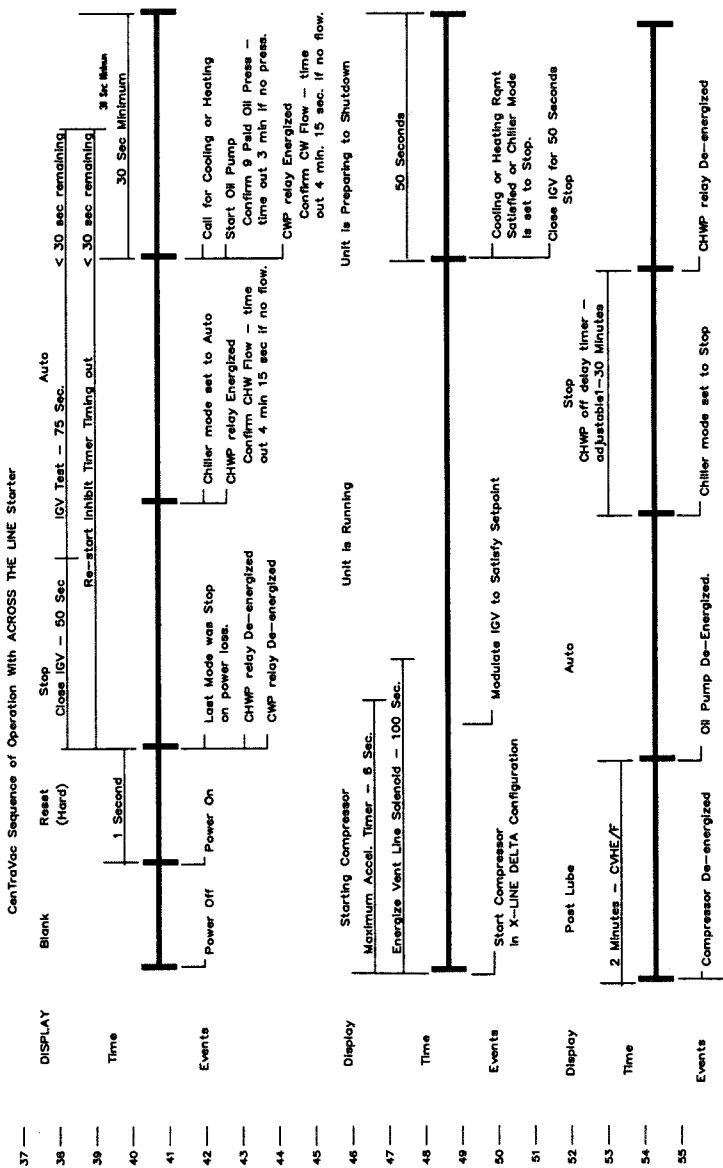 CenTraVac Sequence of Operation With ACROSS THE LINE Starter
37
38
39
40
41
42
43
44
45
46
47
48
49
50
51
52
53
54
55
DISPLAY
Blank
Reset
(Hard)
Stop
Close IGV - 50 Sec
Auto
IGV Test - 75 Sec.
< 30 sec remaining
Re-start Inhibit Timer Timing out
< 30 sec remaining
30 Sec Minimum
Time
1 Second
30 Sec Minimum
Events
Power Off
Power On
Last Mode was Stop
on power loss.
CHWP relay De-energized
CWP relay De-energized
Chiller mode set to Auto
CHWP relay Energized
Confirm CHW Flow - time
out 4 min 15 sec if no flow.
Call for Cooling or Heating
Start Oil Pump
Confirm 9 Psid Oil Press -
time out 3 min if no press.
CWP relay Energized
Confirm CW Flow - time
out 4 min. 15 sec. if no flow.
Display
Starting Compressor
Unit is Running
Unit is Preparing to Shutdown
Maximum Accel. Timer - 6 Sec.
Energize Vent Line Solenoid - 100 Sec.
50 Seconds
Time
Events
Start Compressor
in X-LINE DELTA Configuration
Modulate IGV to Satisfy Setpoint
Cooling or Heating Rqmt
Satisfied or Chiller Mode
is set to Stop.
Close IGV for 50 Seconds
Display
Post Lube
Auto
Stop
Stop
CHWP off delay timer -
adjustable1-30 Minutes
Time
2 Minutes - CVHE/F
Events
Compressor De-energized
Oil Pump De-Energized.
Chiller mode set to Stop
CHWP relay De-energized